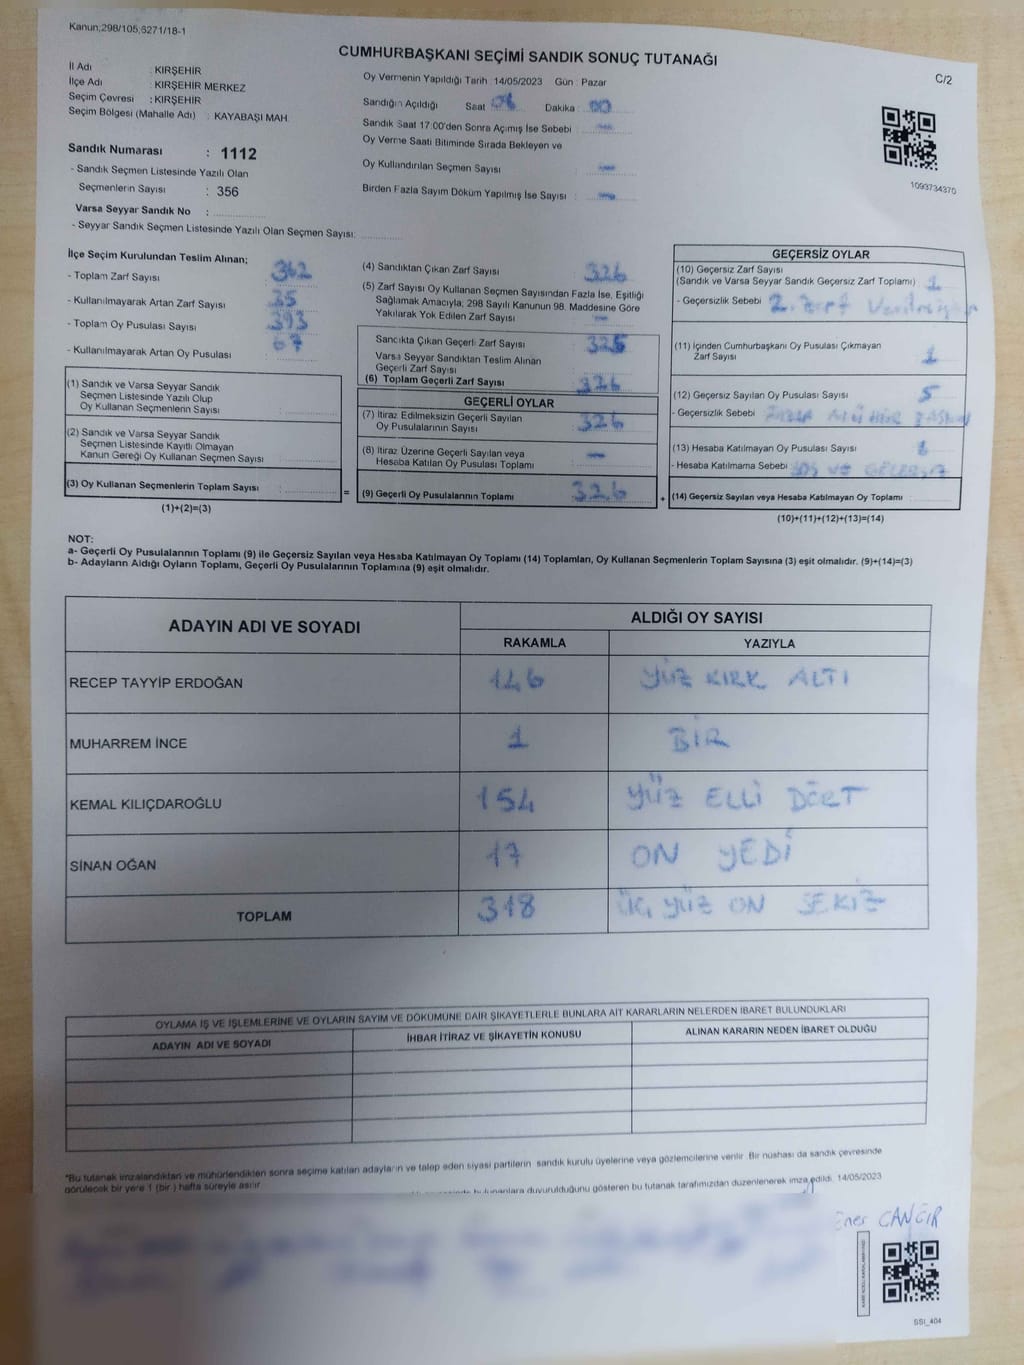 Kanun;298/105;6271/18-1
CUMHURBAŞKANI SEÇİMİ SANDIK SONUÇ TUTANAĞI
C/2
İl Adı : KIRŞEHİR
İlçe Adı : KIRŞEHİR MERKEZ
Seçim Çevresi : KIRŞEHİR
Seçim Bölgesi (Mahalle Adı) : KAYABAŞI MAH.
Sandık Numarası : 1112
- Sandık Seçmen Listesinde Yazılı Olan
Seçmenlerin Sayısı : 356
Varsa Seyyar Sandık No :
- Seyyar Sandık Seçmen Listesinde Yazılı Olan Seçmen Sayısı:
Oy Vermenin Yapıldığı Tarih : 14/05/2023 Gün : Pazar
Sandığın Açıldığı Saat : 08 Dakika : 00
Sandık Saat 17:00'den Sonra Açımış İse Sebebi : —
Oy Verme Saati Bitiminde Sırada Bekleyen ve
Oy Kullandırılan Seçmen Sayısı : —
Birden Fazla Sayım Döküm Yapılmış İse Sayısı : —
1093734370
İlçe Seçim Kurulundan Teslim Alınan;
- Toplam Zarf Sayısı : 362
- Kullanılmayarak Artan Zarf Sayısı : 35
- Toplam Oy Pusulası Sayısı : 393
- Kullanılmayarak Artan Oy Pusulası : 67
(1) Sandık ve Varsa Seyyar Sandık
Seçmen Listesinde Yazılı Olup
Oy Kullanan Seçmenlerin Sayısı :
(2) Sandık ve Varsa Seyyar Sandık
Seçmen Listesinde Kayıtlı Olmayan
Kanun Gereği Oy Kullanan Seçmen Sayısı :
(3) Oy Kullanan Seçmenlerin Toplam Sayısı :
(1)+(2)=(3)
=
(4) Sandıktan Çıkan Zarf Sayısı : 326
(5) Zarf Sayısı Oy Kullanan Seçmen Sayısından Fazla İse, Eşitliği
Sağlamak Amacıyla, 298 Sayılı Kanunun 98. Maddesine Göre
Yakılarak Yok Edilen Zarf Sayısı : —
Sandıkta Çıkan Geçerli Zarf Sayısı : 325
Varsa Seyyar Sandıktan Teslim Alınan
Geçerli Zarf Sayısı :
(6) Toplam Geçerli Zarf Sayısı : 326
GEÇERLİ OYLAR
(7) İtiraz Edilmeksizin Geçerli Sayılan
Oy Pusulalarının Sayısı : 326
(8) İtiraz Üzerine Geçerli Sayılan veya
Hesaba Katılan Oy Pusulası Toplamı : —
(9) Geçerli Oy Pusulalarının Toplamı : 326
+
GEÇERSİZ OYLAR
(10) Geçersiz Zarf Sayısı
(Sandık ve Varsa Seyyar Sandık Geçersiz Zarf Toplamı) : 1
- Geçersizlik Sebebi : 2. zarf
(11) İçinden Cumhurbaşkanı Oy Pusulası Çıkmayan
Zarf Sayısı : 1
(12) Geçersiz Sayılan Oy Pusulası Sayısı : 5
- Geçersizlik Sebebi : MÜHÜR
(13) Hesaba Katılmayan Oy Pusulası Sayısı : 1
- Hesaba Katılmama Sebebi : BOŞ VE GEÇERSİZ
(14) Geçersiz Sayılan veya Hesaba Katılmayan Oy Toplamı :
(10)+(11)+(12)+(13)=(14)
NOT:
a- Geçerli Oy Pusulalarının Toplamı (9) ile Geçersiz Sayılan veya Hesaba Katılmayan Oy Toplamı (14) Toplamları, Oy Kullanan Seçmenlerin Toplam Sayısına (3) eşit olmalıdır. (9)+(14)=(3)
b- Adayların Aldığı Oyların Toplamı, Geçerli Oy Pusulalarının Toplamına (9) eşit olmalıdır.
ADAYIN ADI VE SOYADI
ALDIĞI OY SAYISI
RAKAMLA YAZIYLA
RECEP TAYYİP ERDOĞAN 146 YÜZ KIRK ALTI
MUHARREM İNCE 1 BİR
KEMAL KILIÇDAROĞLU 154 YÜZ ELLİ DÖRT
SİNAN OĞAN 17 ON YEDİ
TOPLAM 318 ÜÇ YÜZ ON SEKİZ
OYLAMA İŞ VE İŞLEMLERİNE VE OYLARIN SAYIM VE DÖKÜMÜNE DAİR ŞİKAYETLERLE BUNLARA AİT KARARLARIN NELERDEN İBARET BULUNDUKLARI
ADAYIN ADI VE SOYADI İHBAR İTİRAZ VE ŞİKAYETİN KONUSU ALINAN KARARIN NEDEN İBARET OLDUĞU
*Bu tutanak imzalandıktan ve mühürlendikten sonra seçime katılan adayların ve talep eden siyasi partilerin sandık kurulu üyelerine veya gözlemcilerine verilir. Bir nüshası da sandık çevresinde
görülecek bir yere 1 (bir) hafta süreyle asılır.
bulunanlara duyurulduğunu gösteren bu tutanak tarafımızdan düzenlenerek imza edildi. 14/05/2023
CANGIR
SSI_404